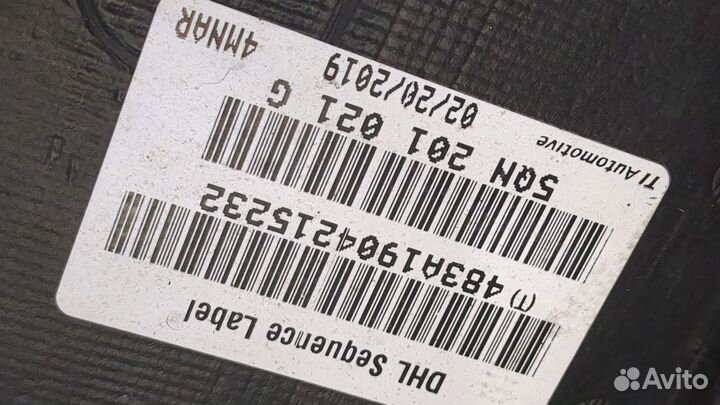 DHL Sequence Label
(T) 483A1904215232
5QN 201 021 G
TI Automotive
02/20/2019
4MNAR
Avito